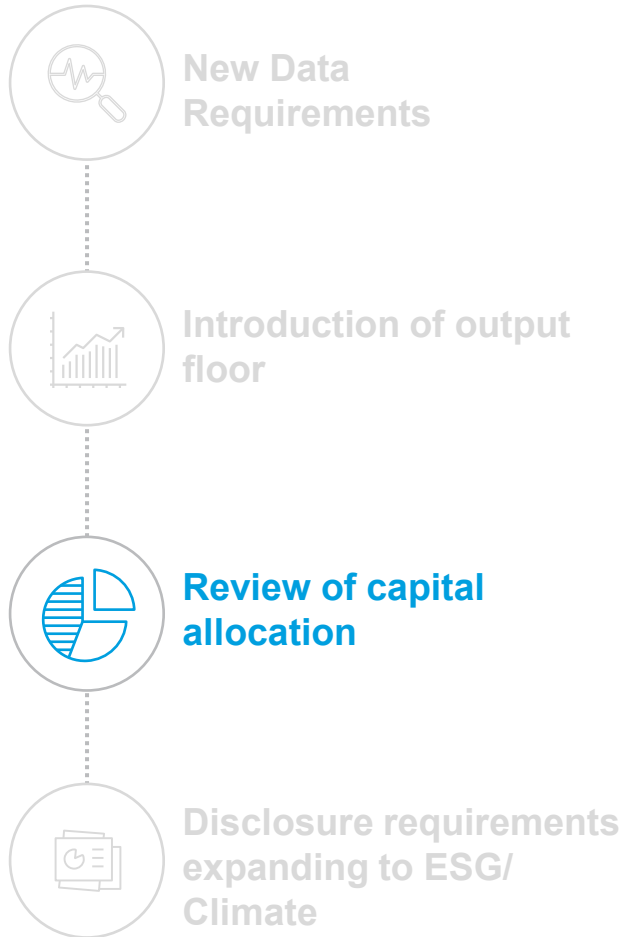 New Data
Requirements
Introduction of output
floor
Review of capital
allocation
Disclosure requirements
expanding to ESG/
Climate